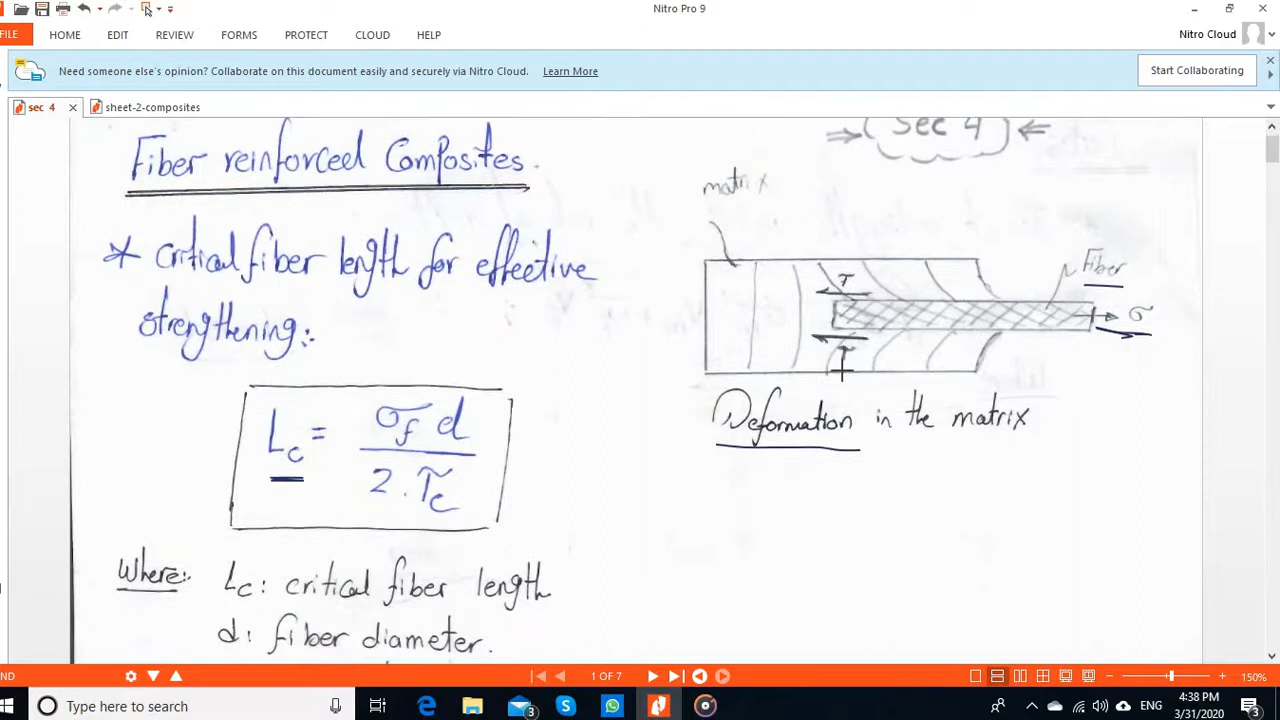 Nitro Pro 9
FILE HOME EDIT REVIEW FORMS PROTECT CLOUD HELP
Nitro Cloud
Need someone else's opinion? Collaborate on this document easily and securely via Nitro Cloud. Learn More
Start Collaborating
sec 4
sheet-2-composites
Sec 4
Fiber reinforced Composites.
matrix
* critical fiber length for effective
strengthening:.
Fiber
τ
σ
τ
Deformation in the matrix
Lc = σf d / 2 . τc
Where:. Lc : critical fiber length
d : fiber diameter.
ND
1 OF 7
150%
Type here to search
3
ENG
4:38 PM
3/31/2020
3